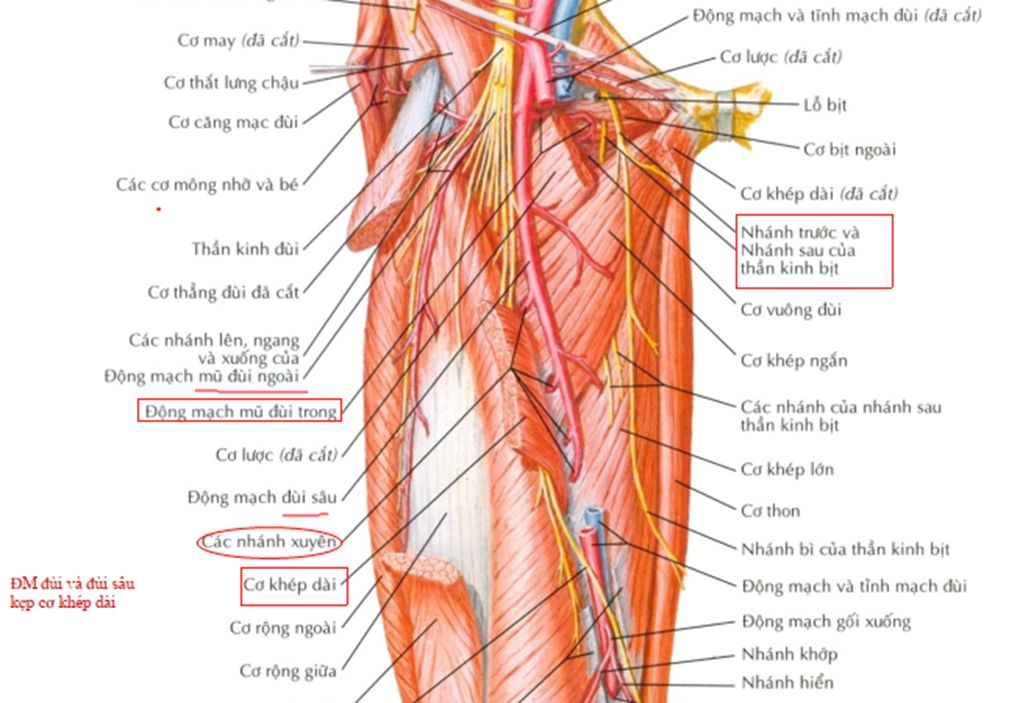 Cơ may (đã cắt)
Cơ thắt lưng chậu
Cơ căng mạc đùi
Các cơ mông nhỡ và bé
Thần kinh đùi
Cơ thẳng đùi đã cắt
Các nhánh lên, ngang
và xuống của
Động mạch mũ đùi ngoài
Động mạch mũ đùi trong
Cơ lược (đã cắt)
Động mạch đùi sâu
Các nhánh xuyên
Cơ khép dài
ĐM đùi và đùi sâu
kẹp cơ khép dài
Cơ rộng ngoài
Cơ rộng giữa
Động mạch và tĩnh mạch đùi (đã cắt)
Cơ lược (đã cắt)
Lỗ bịt
Cơ bịt ngoài
Cơ khép dài (đã cắt)
Nhánh trước và
Nhánh sau của
thần kinh bịt
Cơ vuông đùi
Cơ khép ngắn
Các nhánh của nhánh sau
thần kinh bịt
Cơ khép lớn
Cơ thon
Nhánh bì của thần kinh bịt
Động mạch và tĩnh mạch đùi
Động mạch gối xuống
Nhánh khớp
Nhánh hiển